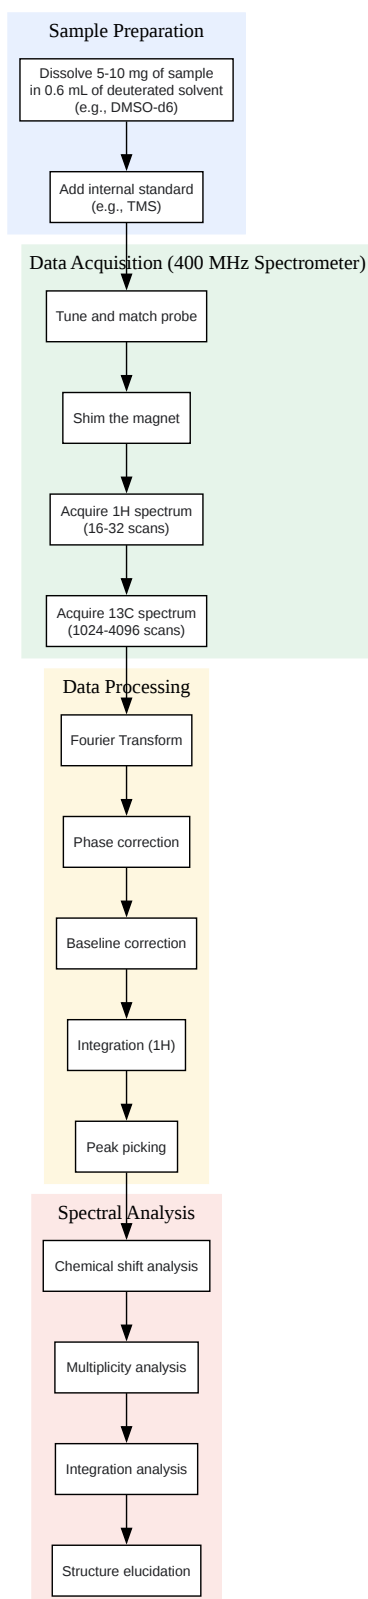 Sample Preparation
Dissolve 5-10 mg of sample
in 0.6 mL of deuterated solvent
(e.g., DMSO-d6)
Add internal standard
(e.g., TMS)
Data Acquisition (400 MHz Spectrometer)
Tune and match probe
Shim the magnet
Acquire 1H spectrum
(16-32 scans)
Acquire 13C spectrum
(1024-4096 scans)
Data Processing
Fourier Transform
Phase correction
Baseline correction
Integration (1H)
Peak picking
Spectral Analysis
Chemical shift analysis
Multiplicity analysis
Integration analysis
Structure elucidation